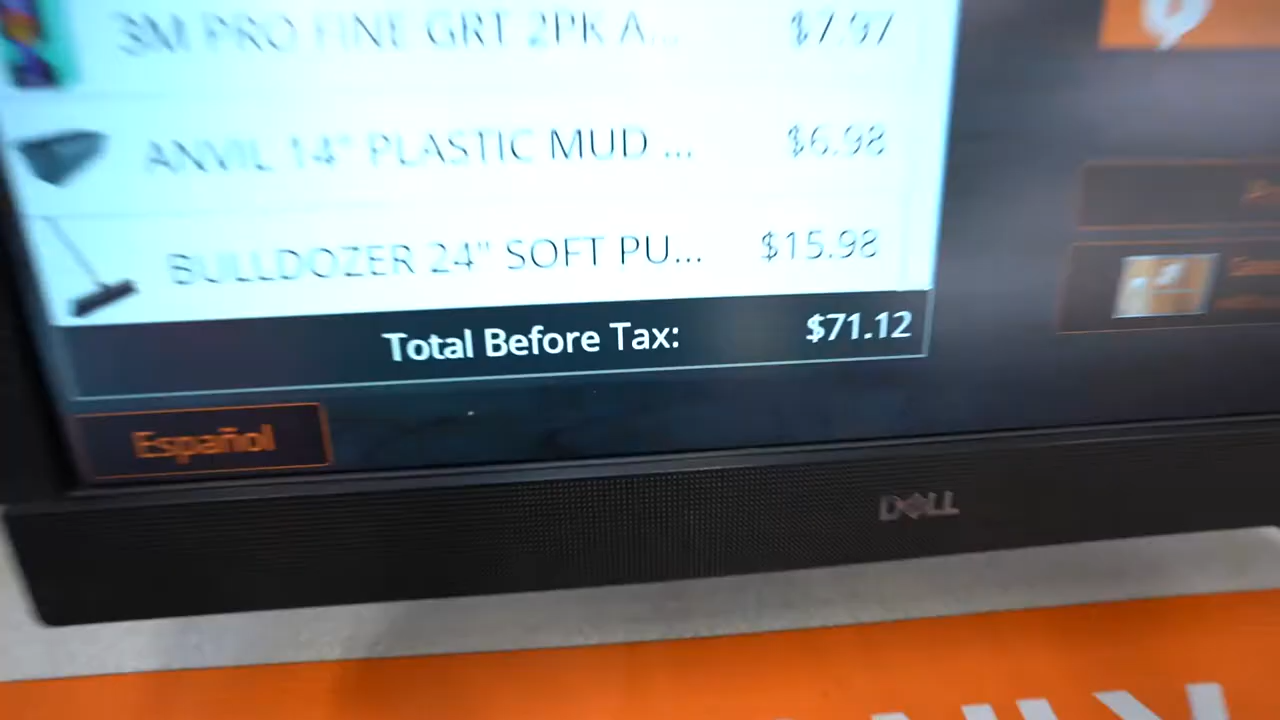 3M PRO FINE GRT 2PK A... $7.97
ANVIL 14" PLASTIC MUD ... $6.98
BULLDOZER 24" SOFT PU... $15.98
Total Before Tax: $71.12
Español
DELL